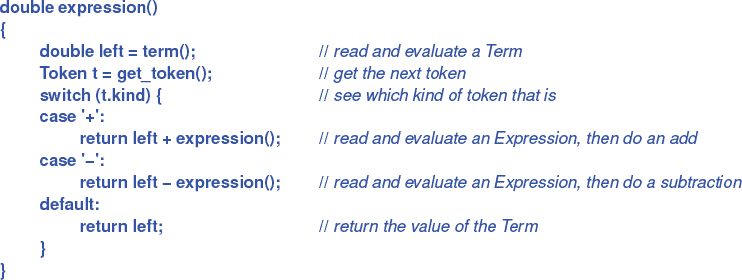 double expression()
{
double left = term(); // read and evaluate a Term
Token t = get_token(); // get the next token
switch (t.kind) { // see which kind of token that is
case '+':
return left + expression(); // read and evaluate an Expression, then do an add
case '–':
return left – expression(); // read and evaluate an Expression, then do a subtraction
default:
return left; // return the value of the Term
}
}